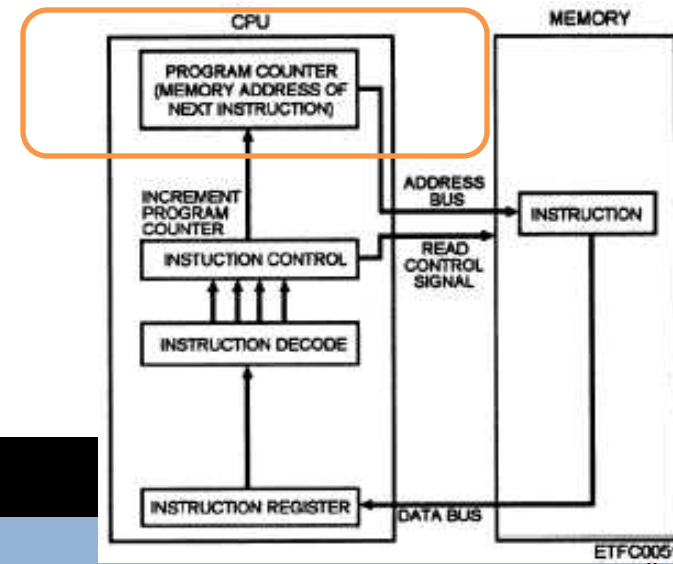 CPU
MEMORY
PROGRAM COUNTER
(MEMORY ADDRESS OF
NEXT INSTRUCTION)
INCREMENT
PROGRAM
COUNTER
ADDRESS
BUS
INSTRUCTION
INSTUCTION CONTROL
READ
CONTROL
SIGNAL
INSTRUCTION DECODE
INSTRUCTION REGISTER
DATA BUS
ETFC005